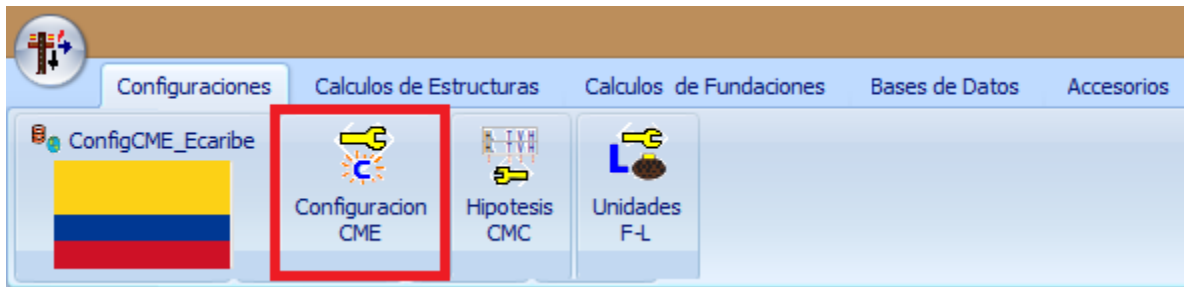 Configuraciones Calculos de Estructuras Calculos de Fundaciones Bases de Datos Accesorios
ConfigCME_Ecaribe
C
Configuracion
CME
Hipotesis
CMC
L
Unidades
F-L